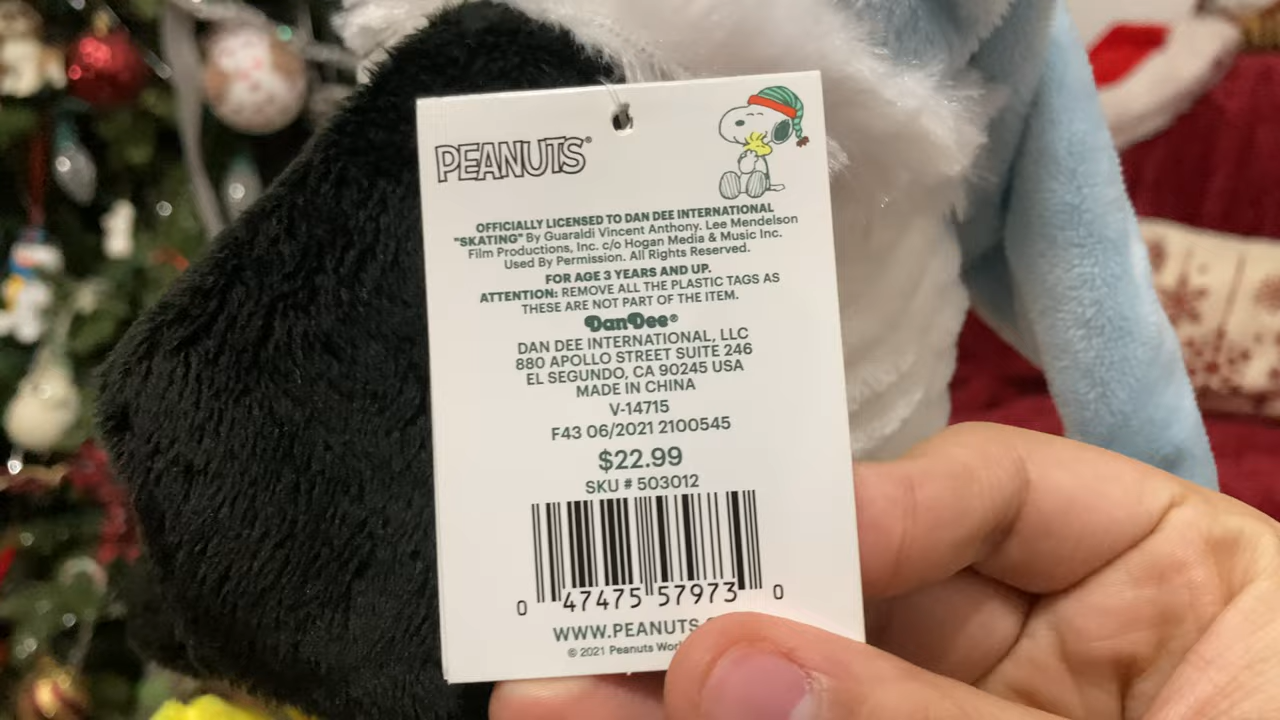 PEANUTS®
OFFICIALLY LICENSED TO DAN DEE INTERNATIONAL
"SKATING" By Guaraldi Vincent Anthony. Lee Mendelson
Film Productions, Inc. c/o Hogan Media & Music Inc.
Used By Permission. All Rights Reserved.
FOR AGE 3 YEARS AND UP.
ATTENTION: REMOVE ALL THE PLASTIC TAGS AS
THESE ARE NOT PART OF THE ITEM.
DanDee®
DAN DEE INTERNATIONAL, LLC
880 APOLLO STREET SUITE 246
EL SEGUNDO, CA 90245 USA
MADE IN CHINA
V-14715
F43 06/2021 2100545
$22.99
SKU # 503012
0 47475 57973 0
WWW.PEANUTS.
© 2021 Peanuts